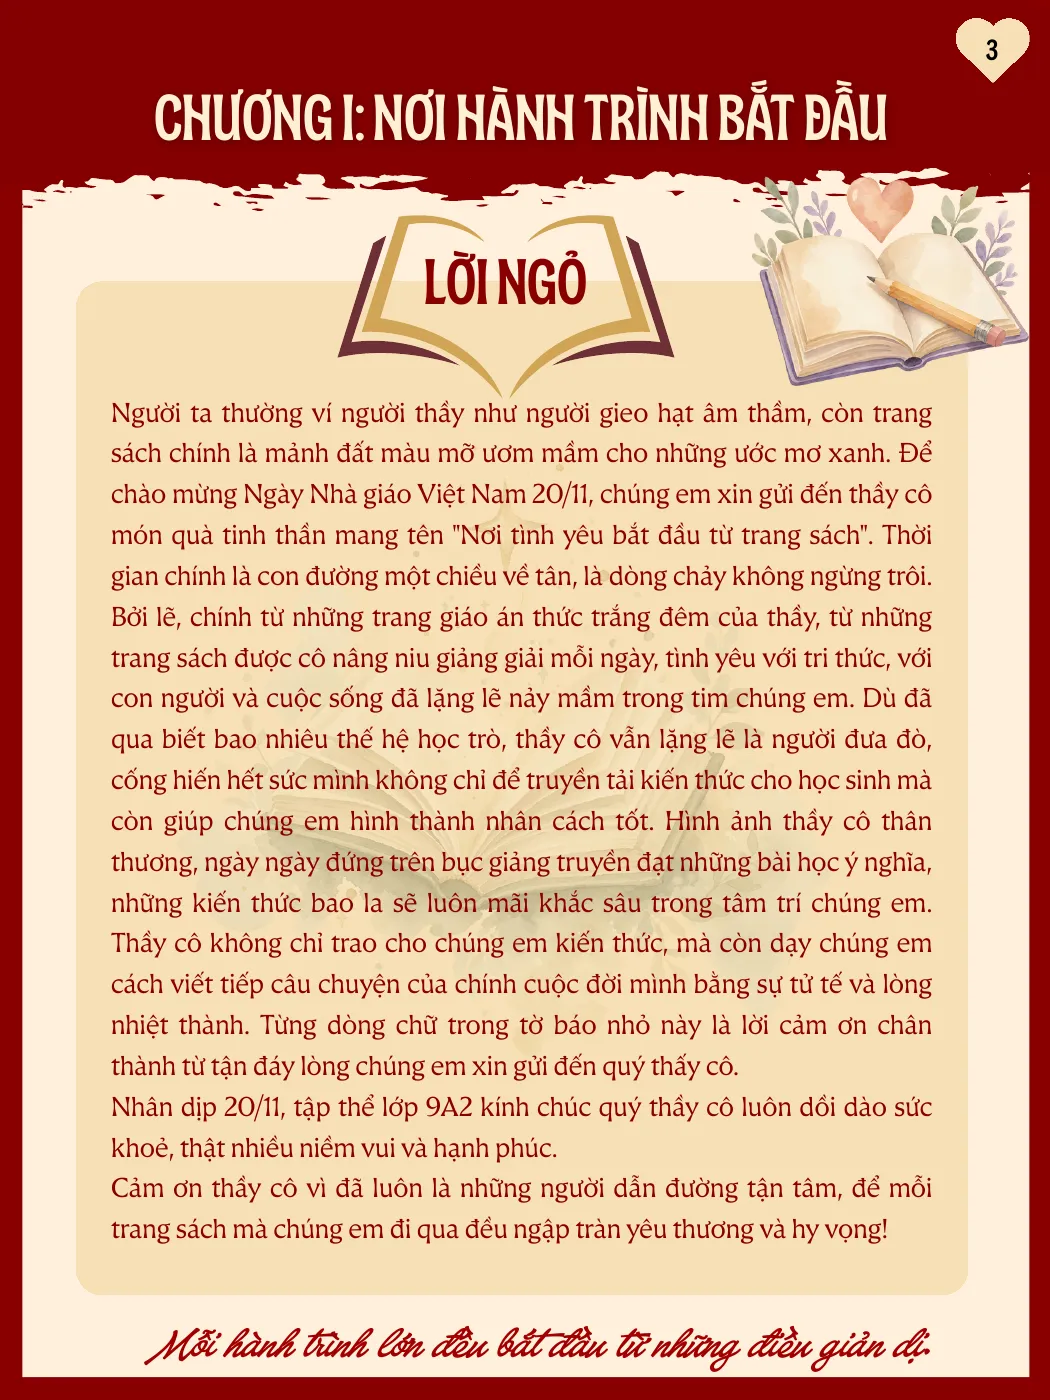 3
CHƯƠNG I: NƠI HÀNH TRÌNH BẮT ĐẦU
LỜI NGỎ
Người ta thường ví người thầy như người gieo hạt âm thầm, còn trang
sách chính là mảnh đất màu mỡ ươm mầm cho những ước mơ xanh. Để
chào mừng Ngày Nhà giáo Việt Nam 20/11, chúng em xin gửi đến thầy cô
món quà tinh thần mang tên "Nơi tình yêu bắt đầu từ trang sách". Thời
gian chính là con đường một chiều về tân, là dòng chảy không ngừng trôi.
Bởi lẽ, chính từ những trang giáo án thức trắng đêm của thầy, từ những
trang sách được cô nâng niu giảng giải mỗi ngày, tình yêu với tri thức, với
con người và cuộc sống đã lặng lẽ nảy mầm trong tim chúng em. Dù đã
qua biết bao nhiêu thế hệ học trò, thầy cô vẫn lặng lẽ là người đưa đò,
cống hiến hết sức mình không chỉ để truyền tải kiến thức cho học sinh mà
còn giúp chúng em hình thành nhân cách tốt. Hình ảnh thầy cô thân
thương, ngày ngày đứng trên bục giảng truyền đạt những bài học ý nghĩa,
những kiến thức bao la sẽ luôn mãi khắc sâu trong tâm trí chúng em.
Thầy cô không chỉ trao cho chúng em kiến thức, mà còn dạy chúng em
cách viết tiếp câu chuyện của chính cuộc đời mình bằng sự tử tế và lòng
nhiệt thành. Từng dòng chữ trong tờ báo nhỏ này là lời cảm ơn chân
thành từ tận đáy lòng chúng em xin gửi đến quý thấy cô.
Nhân dịp 20/11, tập thể lớp 9A2 kính chúc quý thầy cô luôn dồi dào sức
khoẻ, thật nhiều niềm vui và hạnh phúc.
Cảm ơn thầy cô vì đã luôn là những người dẫn đường tận tâm, để mỗi
trang sách mà chúng em đi qua đều ngập tràn yêu thương và hy vọng!
Mỗi hành trình lớn đều bắt đầu từ những điều giản dị.